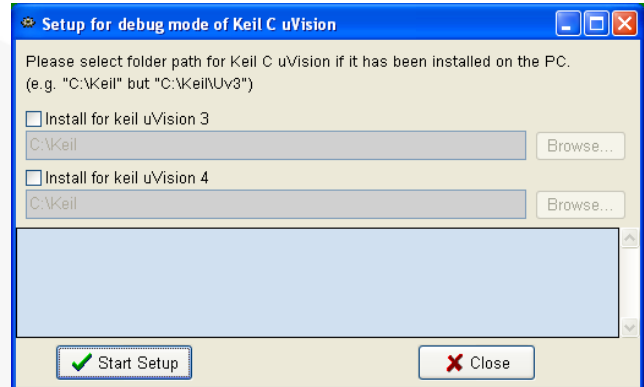 Setup for debug mode of Keil C uVision
Please select folder path for Keil C uVision if it has been installed on the PC.
(e.g. "C:\Keil" but "C:\Keil\Uv3")
Install for keil uVision 3
C:\Keil
Browse...
Install for keil uVision 4
C:\Keil
Browse...
Start Setup
Close